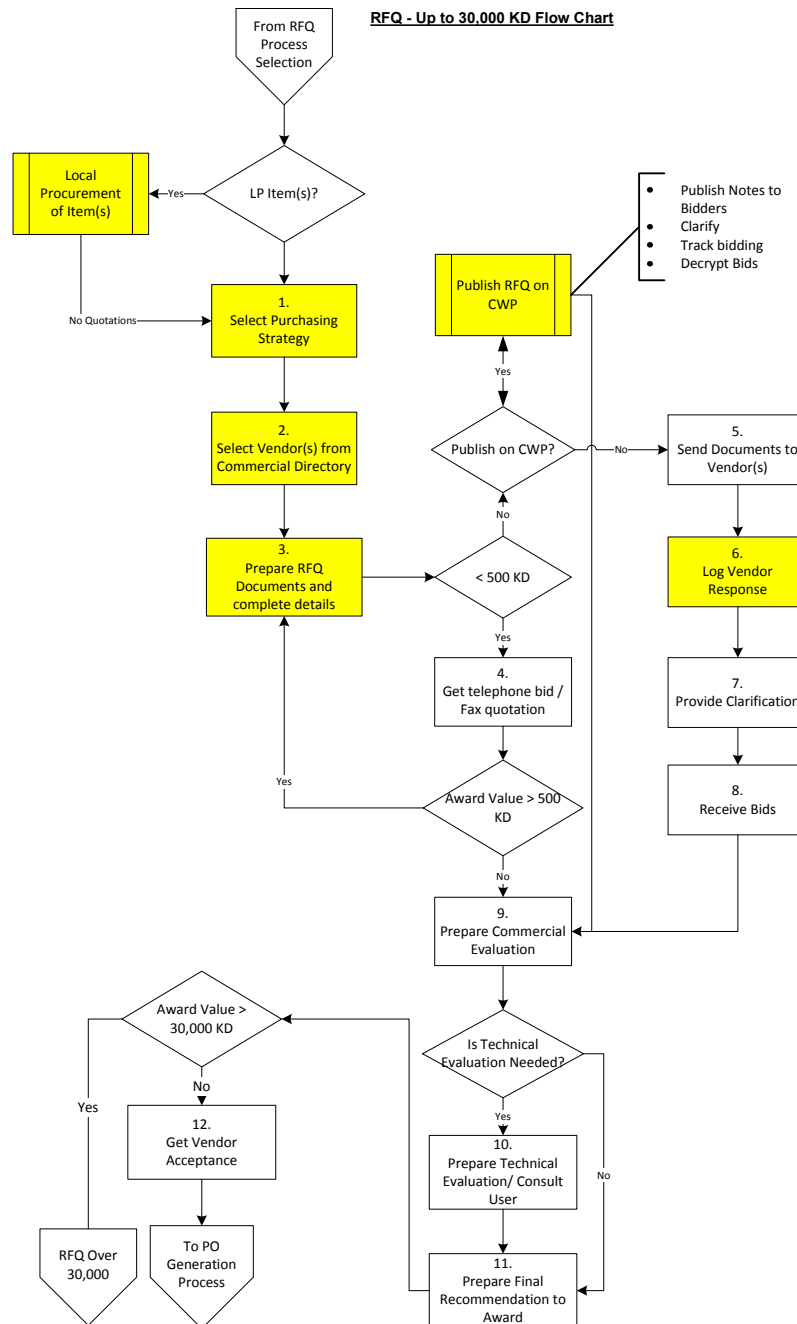 RFQ - Up to 30,000 KD Flow Chart
From RFQ
Process
Selection
LP Item(s)?
Yes
Local
Procurement
of Item(s)
No Quotations
1.
Select Purchasing
Strategy
2.
Select Vendor(s) from
Commercial Directory
3.
Prepare RFQ
Documents and
complete details
Publish RFQ on
CWP
• Publish Notes to
Bidders
• Clarify
• Track bidding
• Decrypt Bids
Yes
Publish on CWP?
No
No
< 500 KD
Yes
4.
Get telephone bid /
Fax quotation
Award Value > 500
KD
Yes
No
5.
Send Documents to
Vendor(s)
6.
Log Vendor
Response
7.
Provide Clarification
8.
Receive Bids
9.
Prepare Commercial
Evaluation
Is Technical
Evaluation Needed?
Yes
No
10.
Prepare Technical
Evaluation/ Consult
User
11.
Prepare Final
Recommendation to
Award
Award Value >
30,000 KD
Yes
No
12.
Get Vendor
Acceptance
RFQ Over
30,000
To PO
Generation
Process